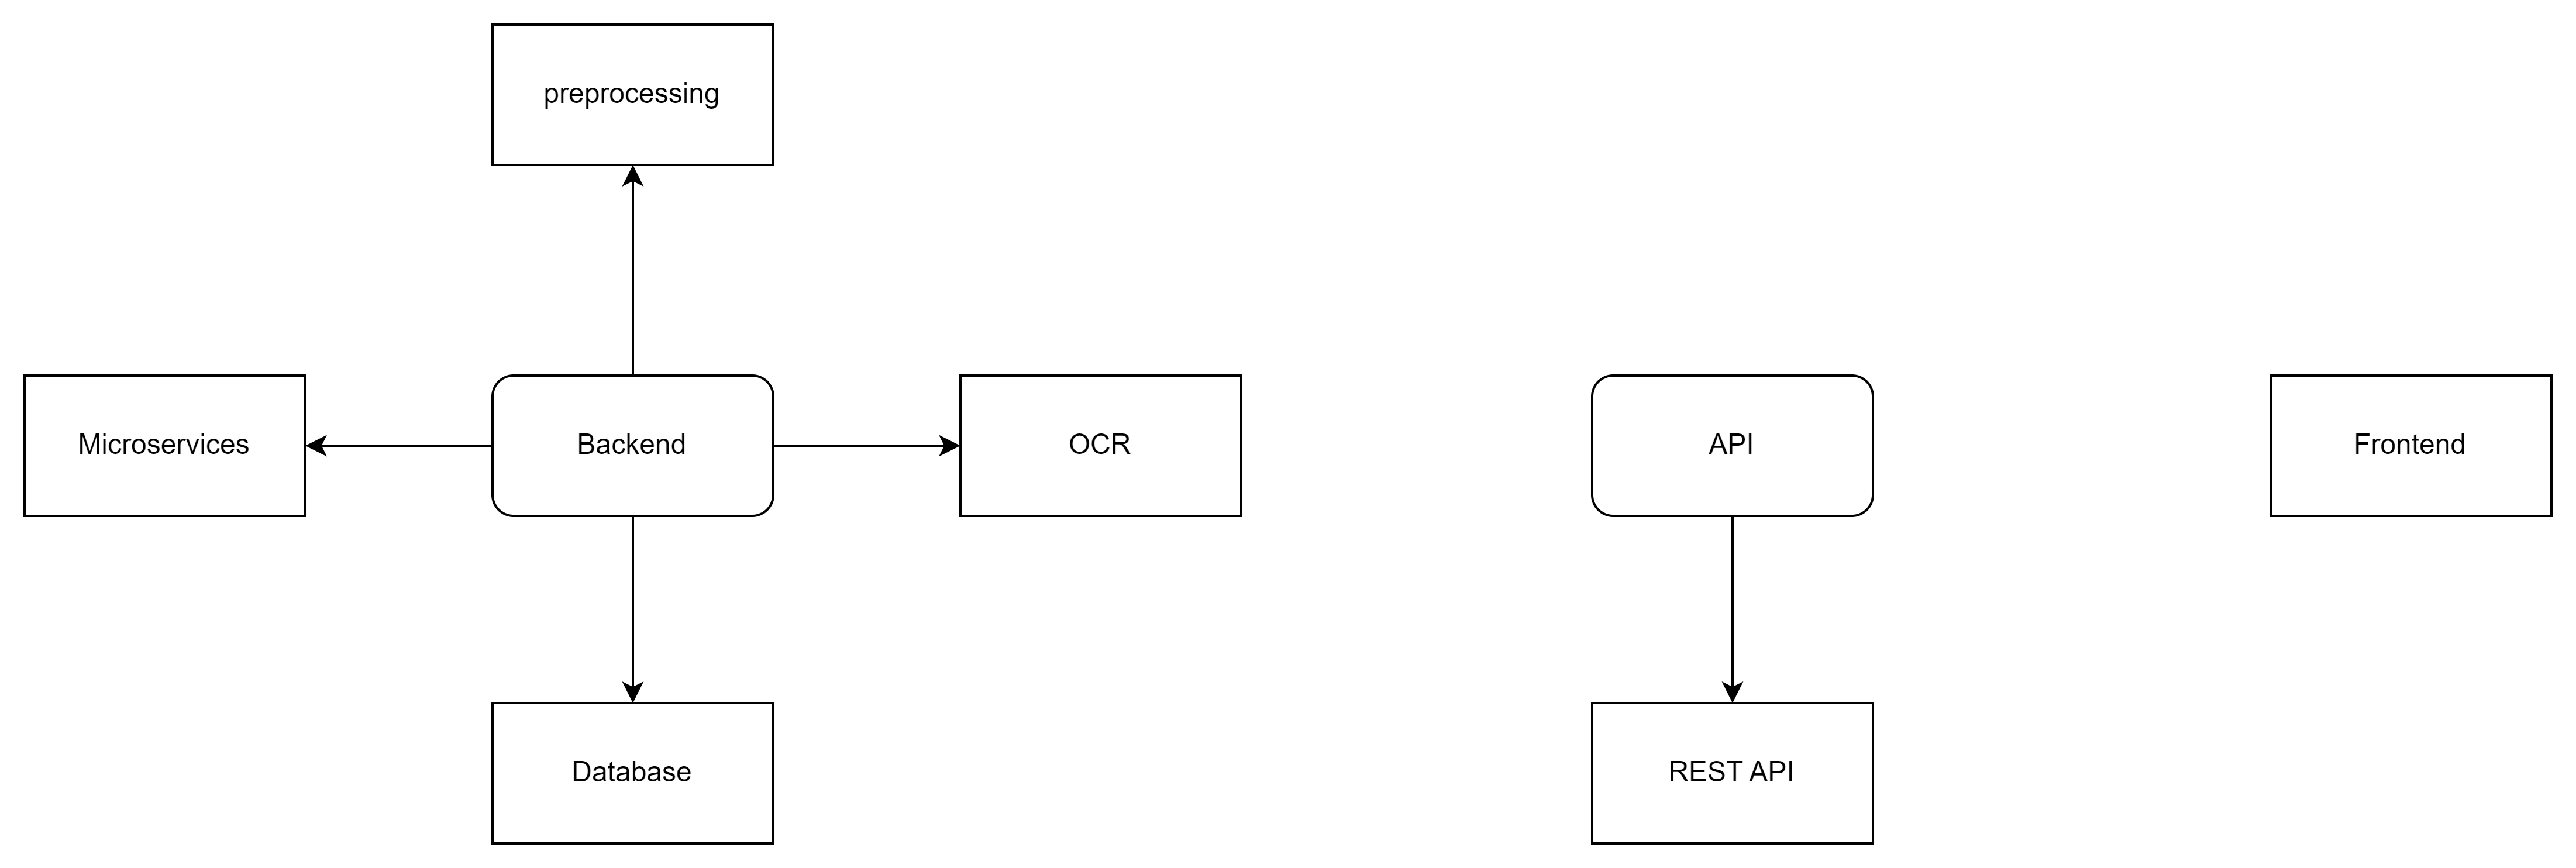 preprocessing
Microservices
Backend
OCR
API
Frontend
Database
REST API